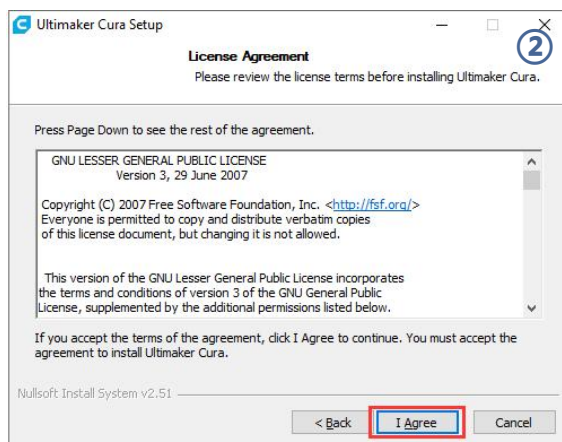 Ultimaker Cura Setup
②
License Agreement
Please review the license terms before installing Ultimaker Cura.
Press Page Down to see the rest of the agreement.
GNU LESSER GENERAL PUBLIC LICENSE
Version 3, 29 June 2007
Copyright (C) 2007 Free Software Foundation, Inc. <http://fsf.org/>
Everyone is permitted to copy and distribute verbatim copies
of this license document, but changing it is not allowed.
This version of the GNU Lesser General Public License incorporates
the terms and conditions of version 3 of the GNU General Public
License, supplemented by the additional permissions listed below.
If you accept the terms of the agreement, click I Agree to continue. You must accept the
agreement to install Ultimaker Cura.
Nullsoft Install System v2.51
< Back I Agree Cancel